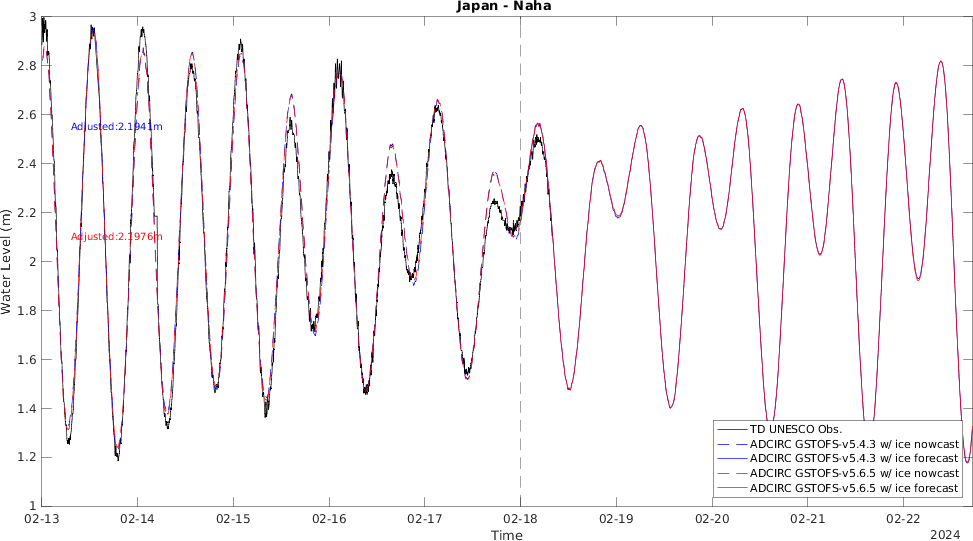 Japan - Naha
3
2.8
2.6
2.4
2.2
2
1.8
1.6
1.4
1.2
1
Water Level (m)
Adjusted:2.1941m
Adjusted:2.1976m
TD UNESCO Obs.
ADCIRC GSTOFS-v5.4.3 w/ ice nowcast
ADCIRC GSTOFS-v5.4.3 w/ ice forecast
ADCIRC GSTOFS-v5.6.5 w/ ice nowcast
ADCIRC GSTOFS-v5.6.5 w/ ice forecast
02-13 02-14 02-15 02-16 02-17 02-18 02-19 02-20 02-21 02-22
Time
2024